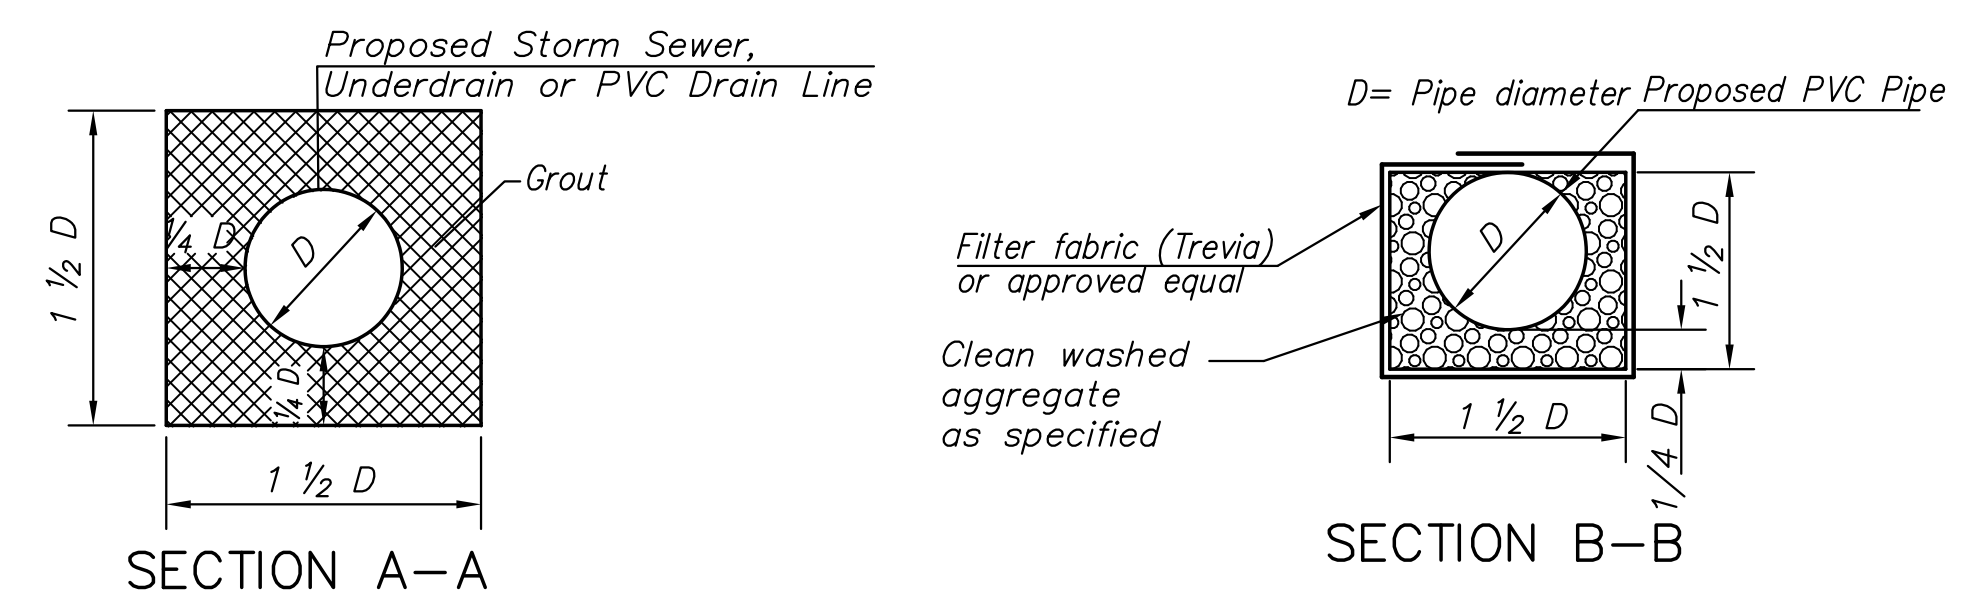 Proposed Storm Sewer,
Underdrain or PVC Drain Line
Grout
1 ½ D
¼ D
D
¼ D
1 ½ D
SECTION A-A
D= Pipe diameter
Proposed PVC Pipe
Filter fabric (Trevia)
or approved equal
Clean washed
aggregate
as specified
D
1 ½ D
1 ½ D
1/4 D
SECTION B-B